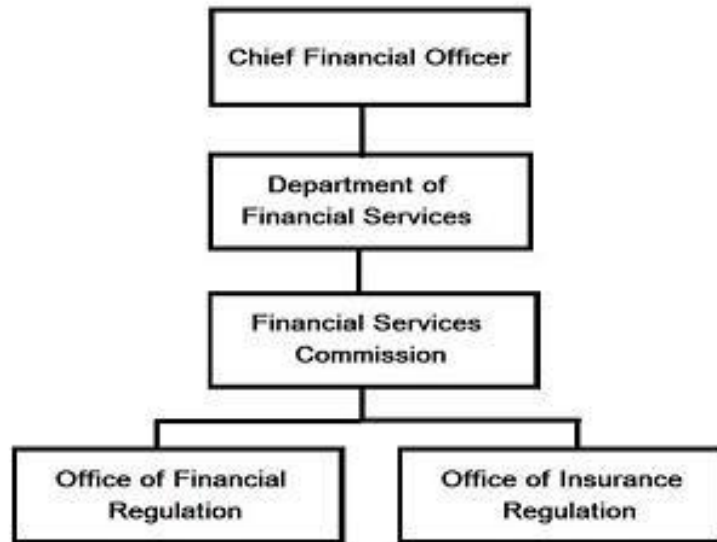 Chief Financial Officer
Department of
Financial Services
Financial Services
Commission
Office of Financial
Regulation
Office of Insurance
Regulation